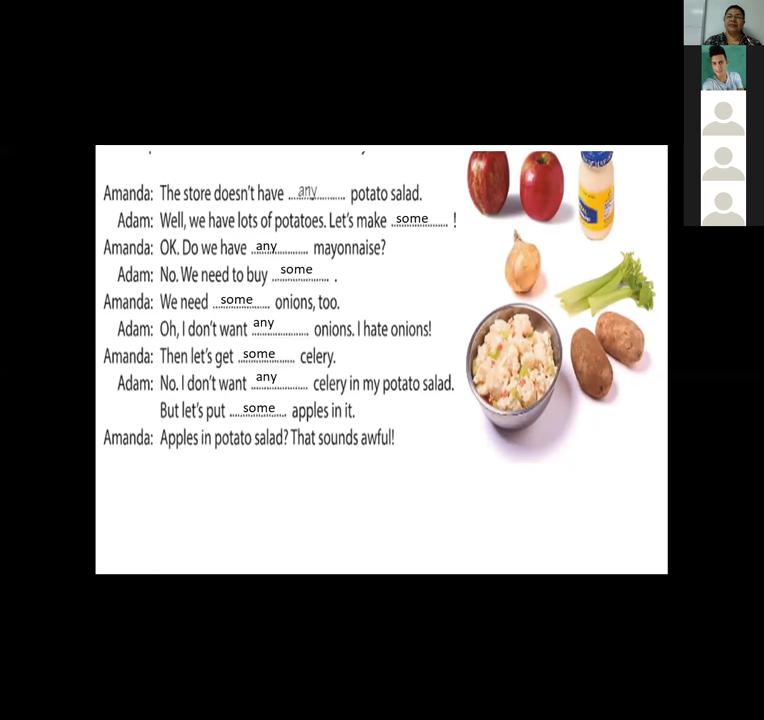 Amanda: The store doesn't have any potato salad.
Adam: Well, we have lots of potatoes. Let's make some !
Amanda: OK. Do we have any mayonnaise?
Adam: No. We need to buy some .
Amanda: We need some onions, too.
Adam: Oh, I don't want any onions. I hate onions!
Amanda: Then let's get some celery.
Adam: No. I don't want any celery in my potato salad.
But let's put some apples in it.
Amanda: Apples in potato salad? That sounds awful!